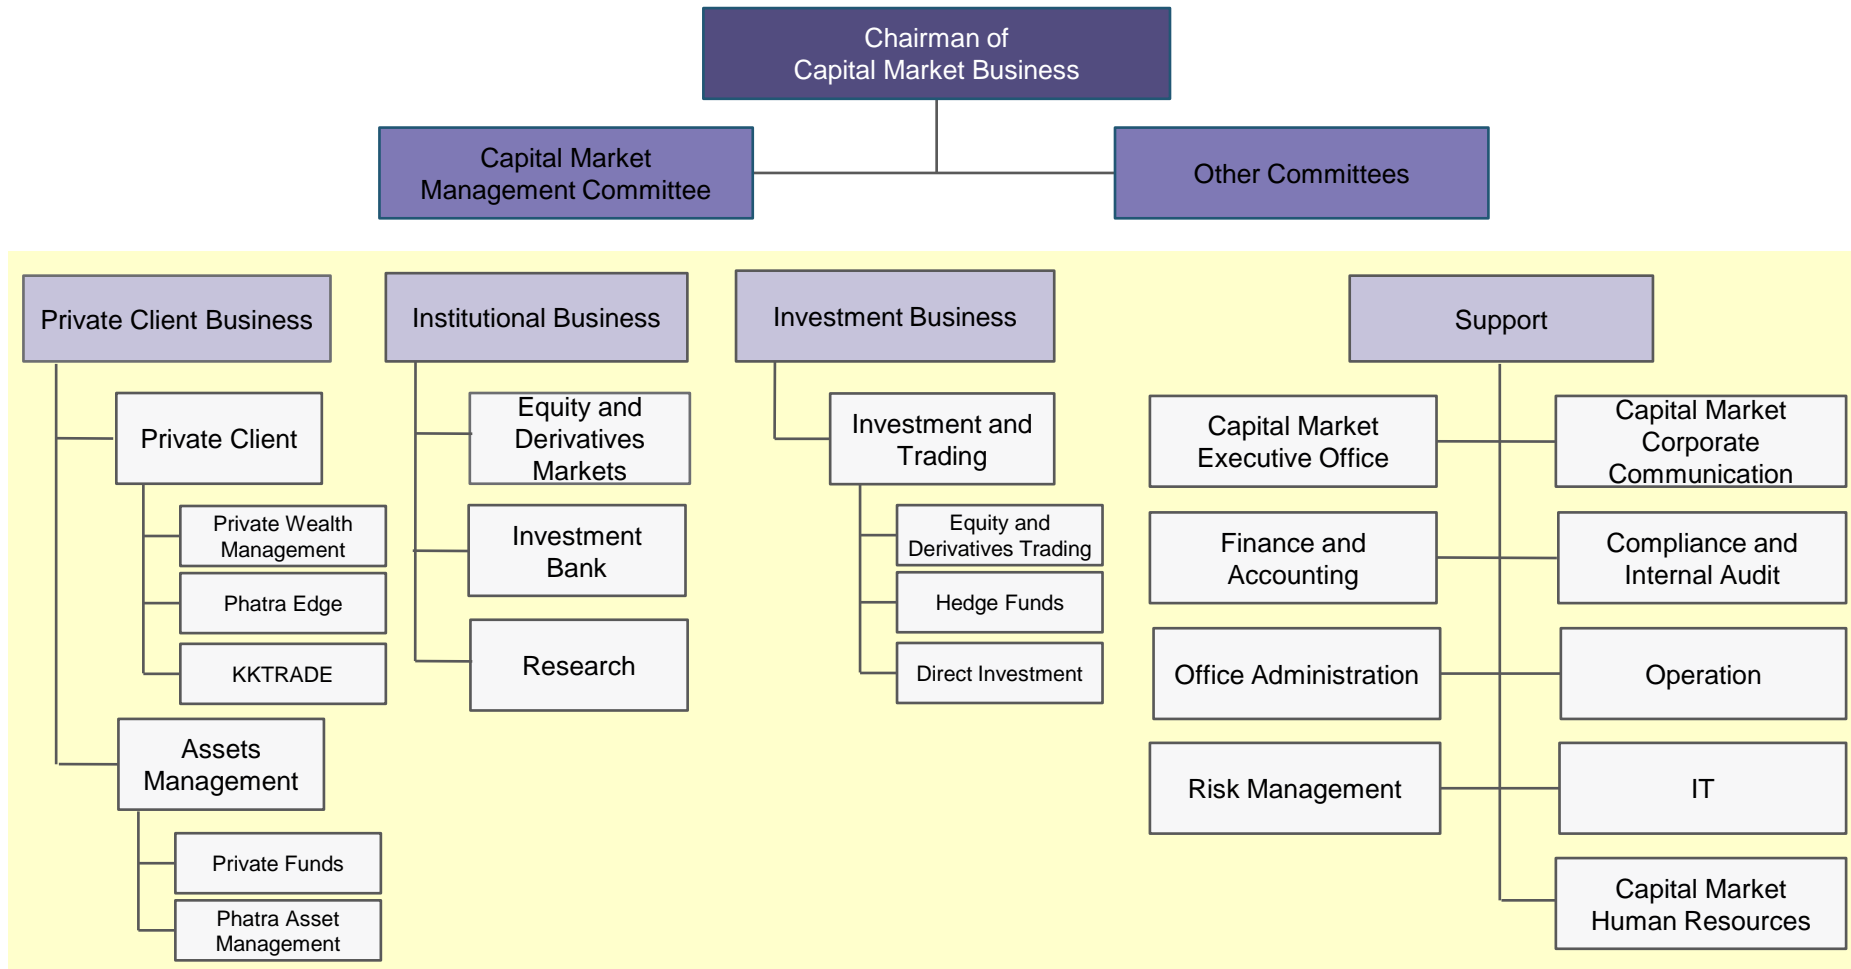 Chairman of
Capital Market Business
Capital Market
Management Committee
Other Committees
Private Client Business
Private Client
Private Wealth
Management
Phatra Edge
KKTRADE
Assets
Management
Private Funds
Phatra Asset
Management
Institutional Business
Equity and
Derivatives
Markets
Investment
Bank
Research
Investment Business
Investment and
Trading
Equity and
Derivatives Trading
Hedge Funds
Direct Investment
Support
Capital Market
Executive Office
Capital Market
Corporate
Communication
Finance and
Accounting
Compliance and
Internal Audit
Office Administration
Operation
Risk Management
IT
Capital Market
Human Resources